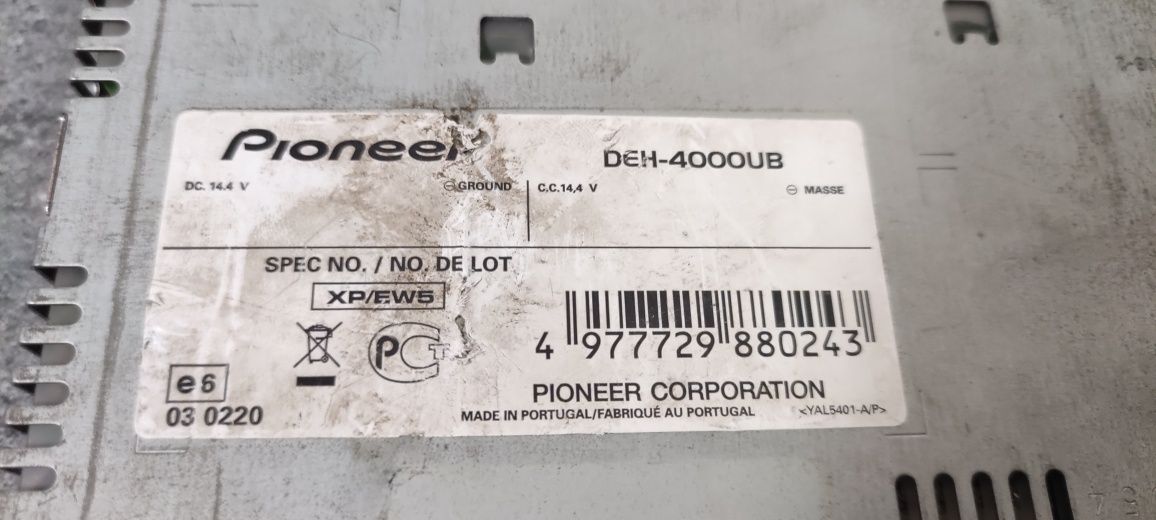 Pioneer DEH-4000UB
DC. 14.4 V ⊖ GROUND C.C.14,4 V ⊖ MASSE
SPEC NO. / NO. DE LOT
XP/EW5
4 977729 880243
PCT
e6
PIONEER CORPORATION
03 0220
MADE IN PORTUGAL/FABRIQUÉ AU PORTUGAL <YAL5401-A/P>